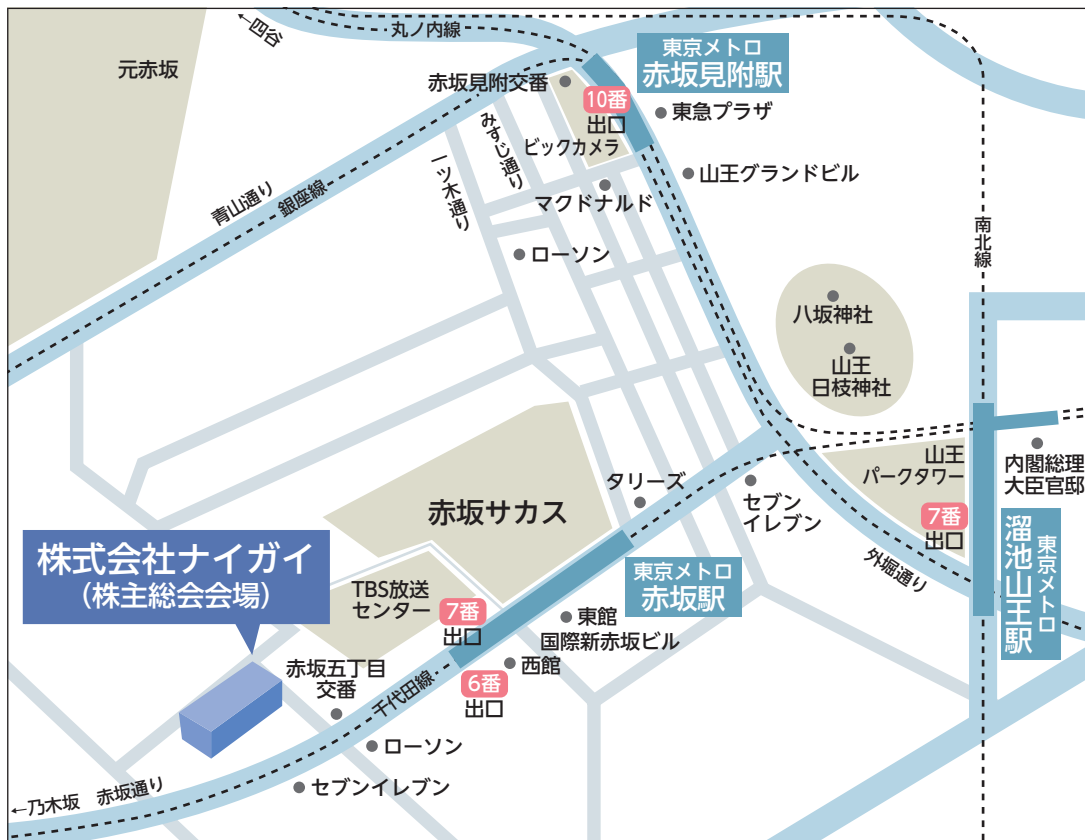 ←四谷
丸ノ内線
東京メトロ
赤坂見附駅
元赤坂
赤坂見附交番
10番
出口
東急プラザ
ビックカメラ
みすじ通り
一ツ木通り
山王グランドビル
マクドナルド
青山通り
銀座線
ローソン
南北線
八坂神社
山王
日枝神社
山王
パークタワー
内閣総理
大臣官邸
7番
出口
東京メトロ
溜池山王駅
外堀通り
タリーズ
セブン
イレブン
赤坂サカス
株式会社ナイガイ
（株主総会会場）
TBS放送
センター
7番
出口
東京メトロ
赤坂駅
東館
国際新赤坂ビル
西館
6番
出口
赤坂五丁目
交番
千代田線
ローソン
セブンイレブン
←乃木坂
赤坂通り